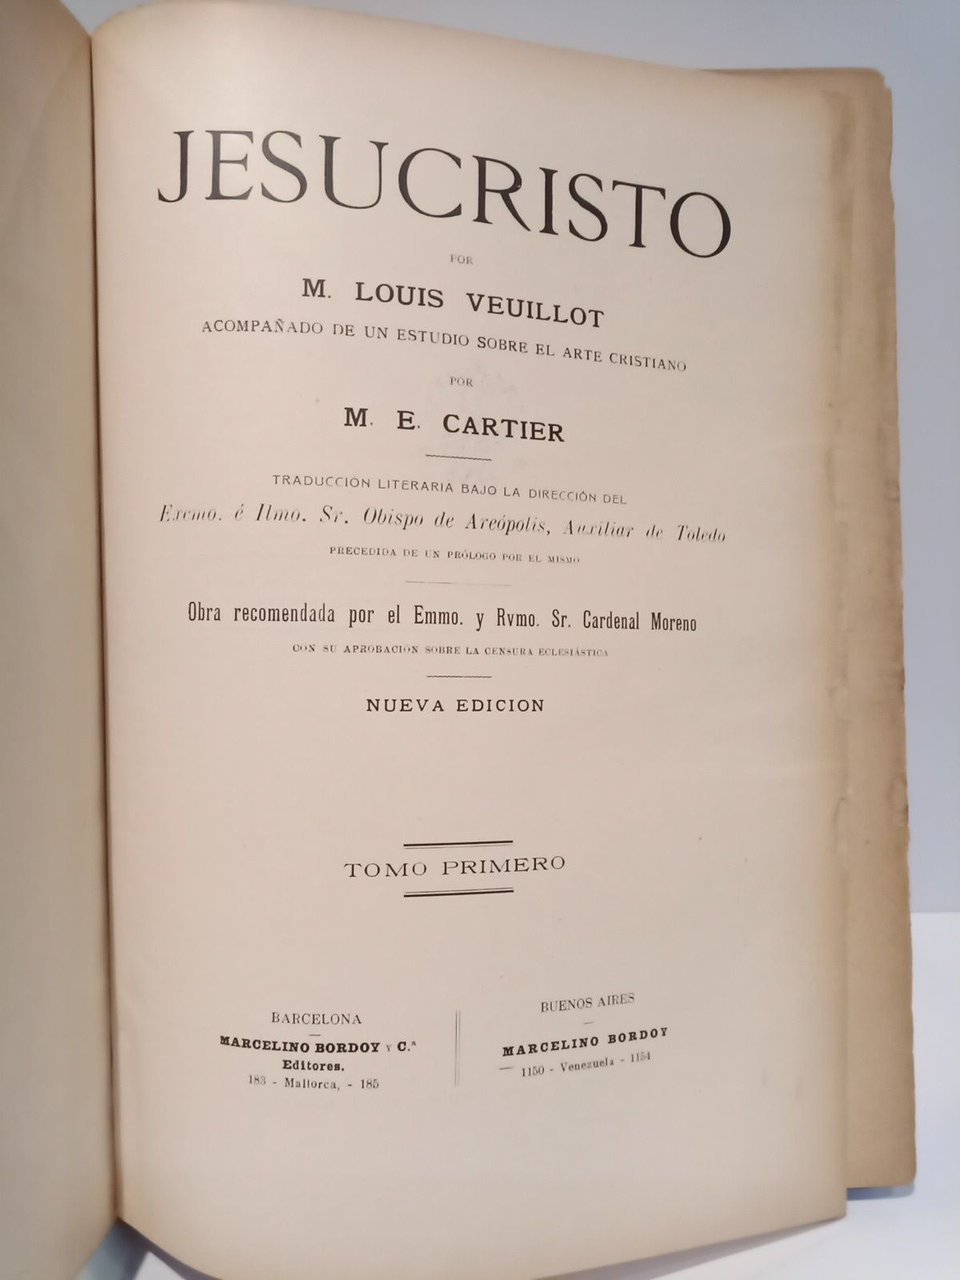 JESUCRISTO
POR
M. LOUIS VEUILLOT
ACOMPAÑADO DE UN ESTUDIO SOBRE EL ARTE CRISTIANO
POR
M. E. CARTIER
TRADUCCIÓN LITERARIA BAJO LA DIRECCIÓN DEL
Excmo. é Ilmo. Sr. Obispo de Areópolis, Auxiliar de Toledo
PRECEDIDA DE UN PRÓLOGO POR EL MISMO
Obra recomendada por el Emmo. y Rvmo. Sr. Cardenal Moreno
CON SU APROBACIÓN SOBRE LA CENSURA ECLESIÁSTICA
NUEVA EDICION
TOMO PRIMERO
BARCELONA
MARCELINO BORDOY Y C.ª
Editores.
183 - Mallorca, - 185
BUENOS AIRES
MARCELINO BORDOY
1150 - Venezuela - 1154